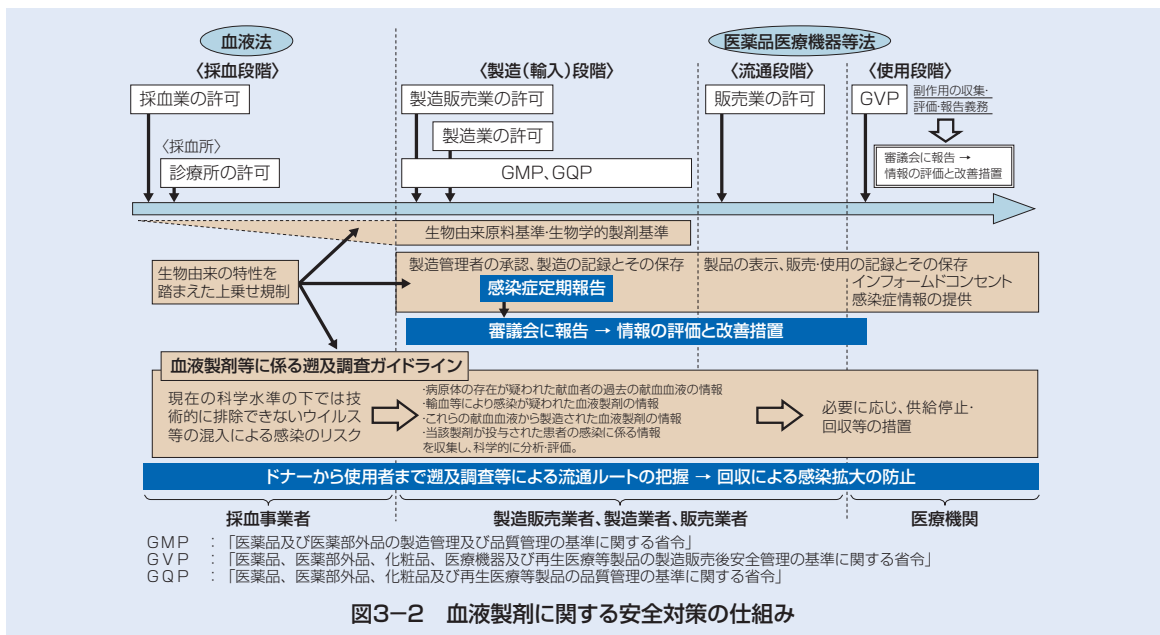 血液法
医薬品医療機器等法
〈採血段階〉
〈製造（輸入）段階〉
〈流通段階〉
〈使用段階〉
採血業の許可
製造販売業の許可
販売業の許可
GVP
副作用の収集・
評価・報告義務
製造業の許可
〈採血所〉
診療所の許可
GMP、GQP
審議会に報告 →
情報の評価と改善措置
生物由来原料基準・生物学的製剤基準
生物由来の特性を
踏まえた上乗せ規制
製造管理者の承認、製造の記録とその保存
製品の表示、販売・使用の記録とその保存
インフォームドコンセント
感染症情報の提供
感染症定期報告
審議会に報告 → 情報の評価と改善措置
血液製剤等に係る遡及調査ガイドライン
現在の科学水準の下では技
術的に排除できないウイルス
等の混入による感染のリスク
・病原体の存在が疑われた献血者の過去の献血血液の情報
・輸血等により感染が疑われた血液製剤の情報
・これらの献血血液から製造された血液製剤の情報
・当該製剤が投与された患者の感染に係る情報
を収集し、科学的に分析・評価。
必要に応じ、供給停止・
回収等の措置
ドナーから使用者まで遡及調査等による流通ルートの把握 → 回収による感染拡大の防止
採血事業者
製造販売業者、製造業者、販売業者
医療機関
GMP ：「医薬品及び医薬部外品の製造管理及び品質管理の基準に関する省令」
GVP ：「医薬品、医薬部外品、化粧品、医療機器及び再生医療等製品の製造販売後安全管理の基準に関する省令」
GQP ：「医薬品、医薬部外品、化粧品及び再生医療等製品の品質管理の基準に関する省令」
図3−2 血液製剤に関する安全対策の仕組み